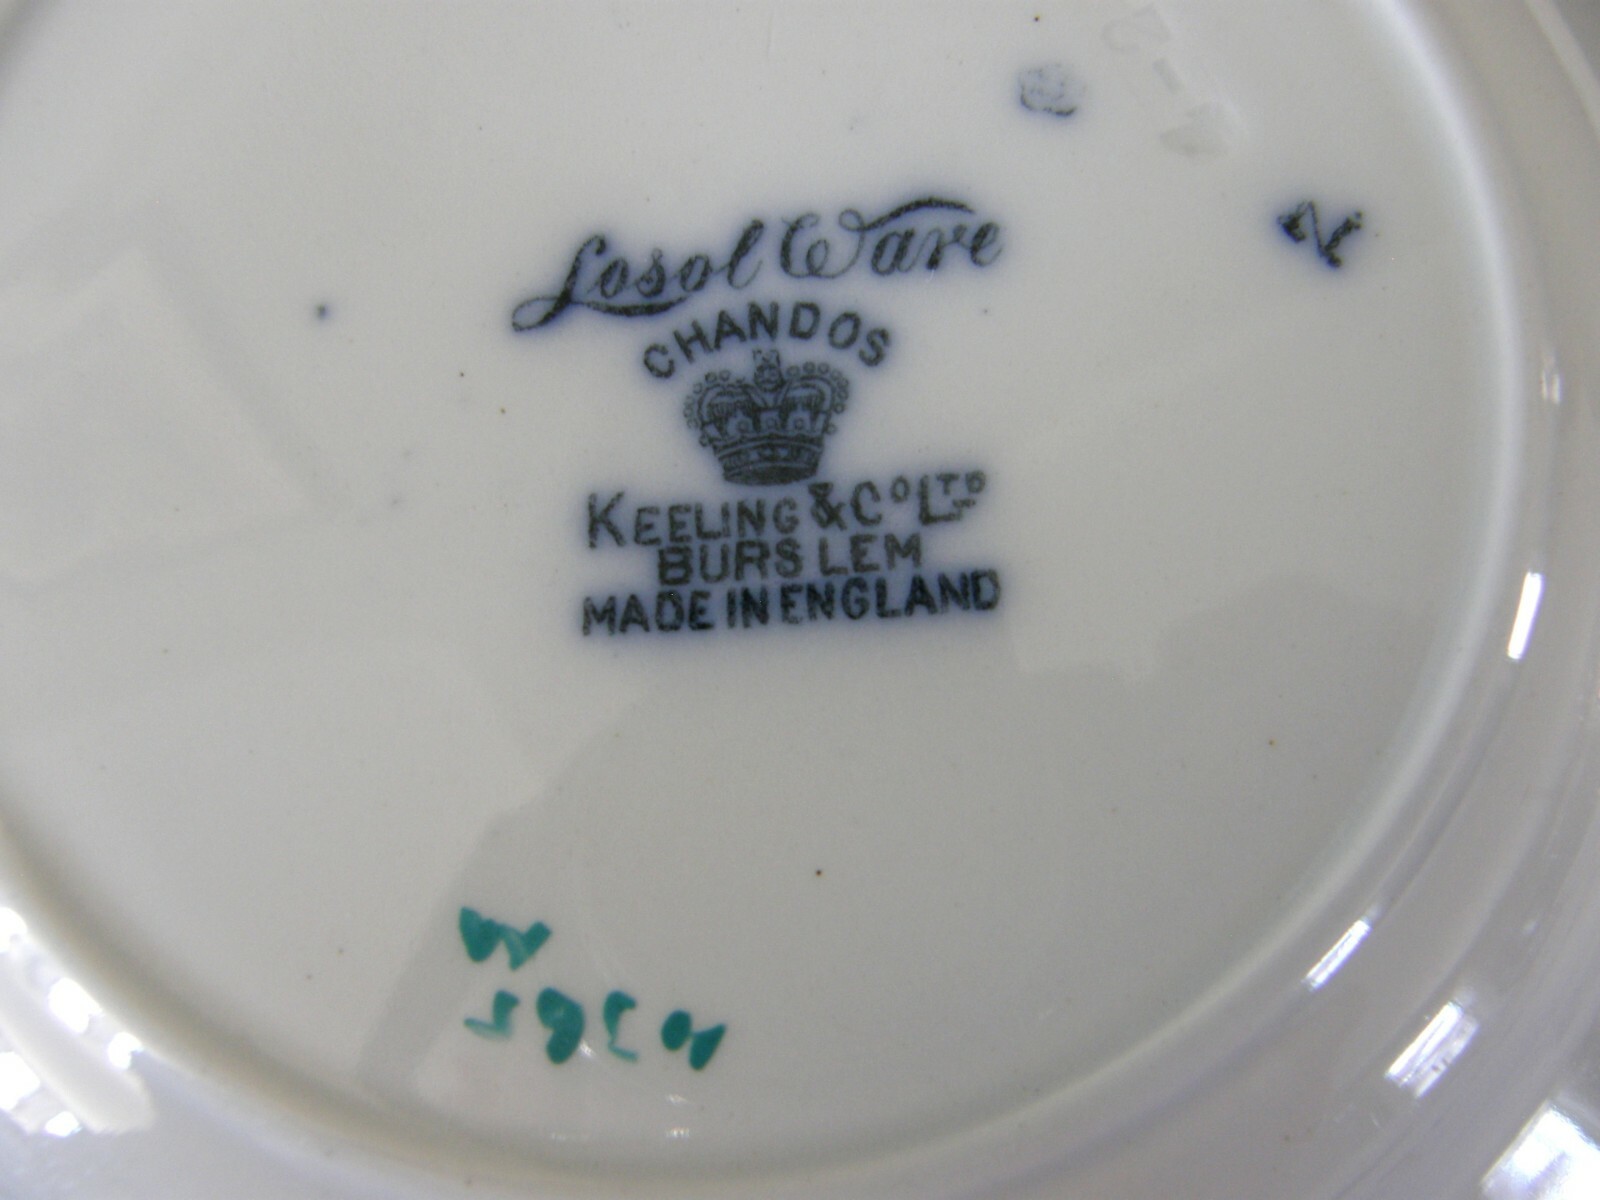 Losol Ware
CHANDOS
KEELING & Co LTD
BURSLEM
MADE IN ENGLAND
N